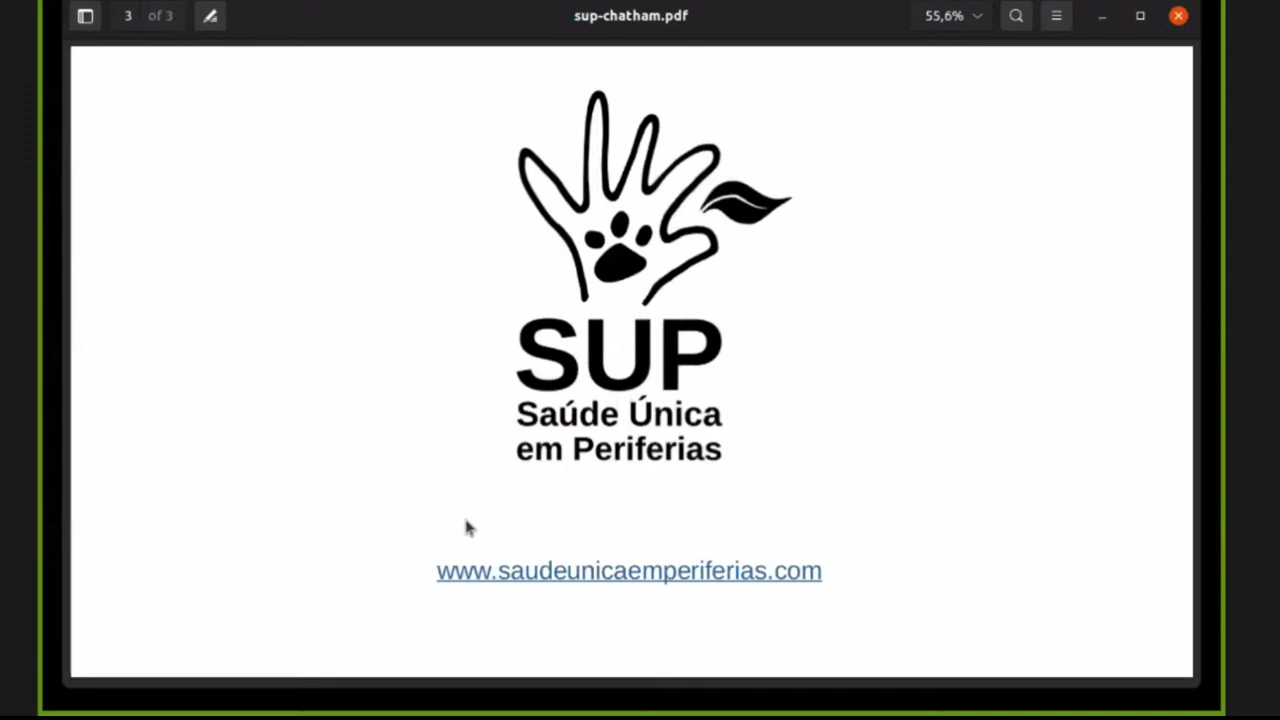 3 of 3
sup-chatham.pdf
55,6%
SUP
Saúde Única
em Periferias
www.saudeunicaemperiferias.com